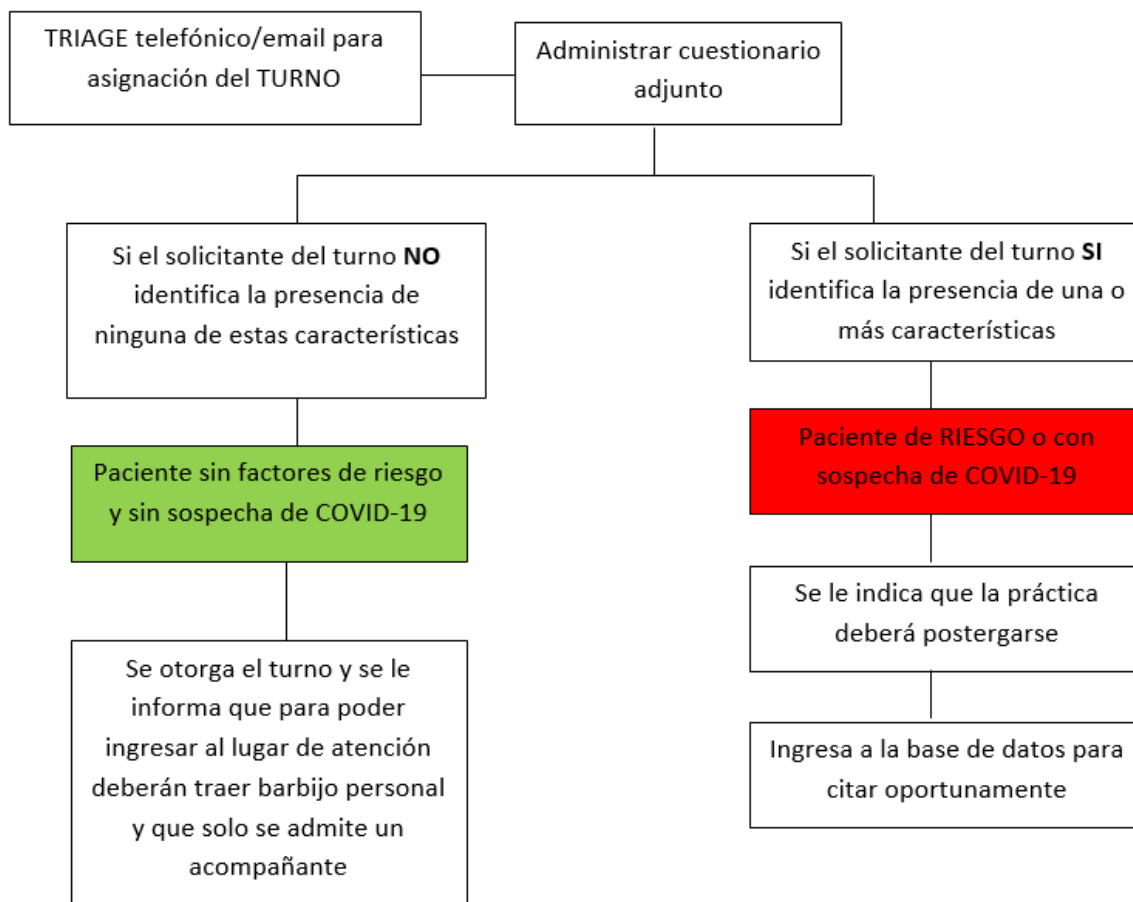 TRIAGE telefónico/email para
asignación del TURNO
Administrar cuestionario
adjunto
Si el solicitante del turno NO
identifica la presencia de
ninguna de estas características
Si el solicitante del turno SI
identifica la presencia de una o
más características
Paciente sin factores de riesgo
y sin sospecha de COVID-19
Paciente de RIESGO o con
sospecha de COVID-19
Se otorga el turno y se le
informa que para poder
ingresar al lugar de atención
deberán traer barbijo personal
y que solo se admite un
acompañante
Se le indica que la práctica
deberá postergarse
Ingresa a la base de datos para
citar oportunamente